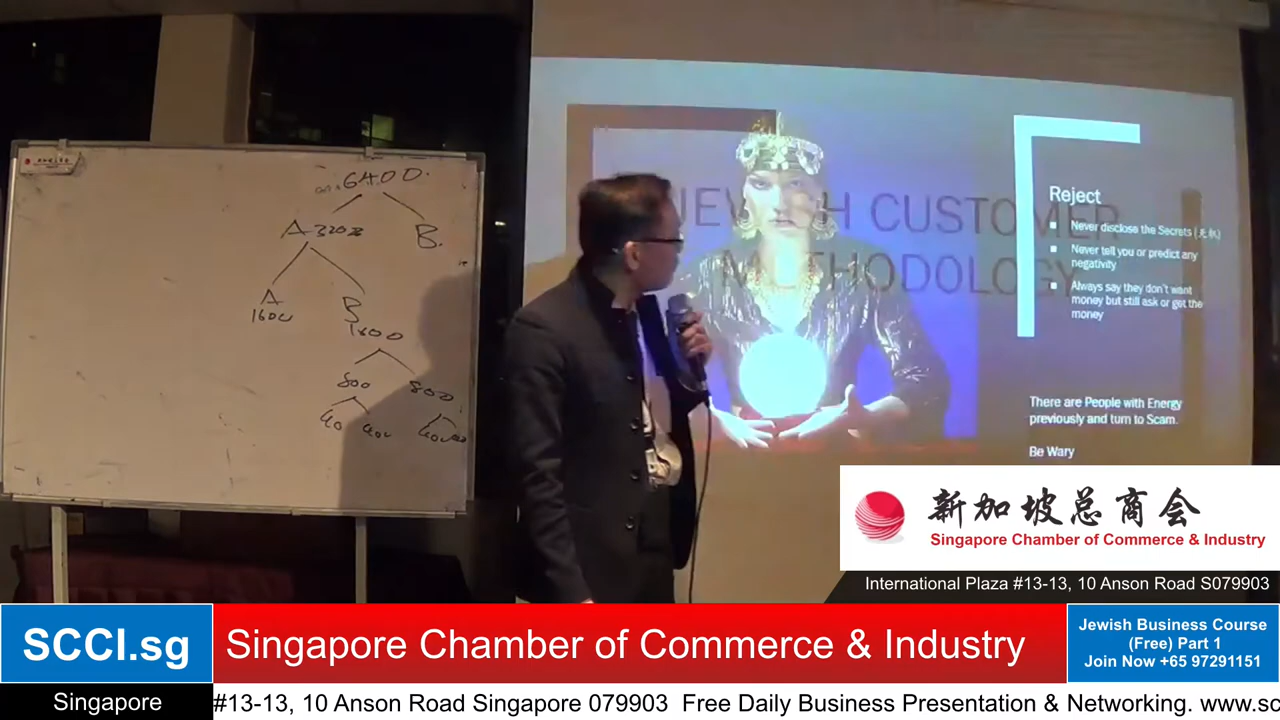 6400
A 3200
B.
A
B
1600
1600
800
800
40
400
JEWISH CUSTOMER
METHODOLOGY
Reject
Never disclose the Secrets (天机)
Never tell you or predict any
negativity
Always say they don't want
money but still ask or get the
money
There are People with Energy
previously and turn to Scam.
Be Wary
新加坡总商会
Singapore Chamber of Commerce & Industry
International Plaza #13-13, 10 Anson Road S079903
SCCI.sg
Singapore Chamber of Commerce & Industry
Jewish Business Course
(Free) Part 1
Join Now +65 97291151
Singapore
#13-13, 10 Anson Road Singapore 079903 Free Daily Business Presentation & Networking. www.sc